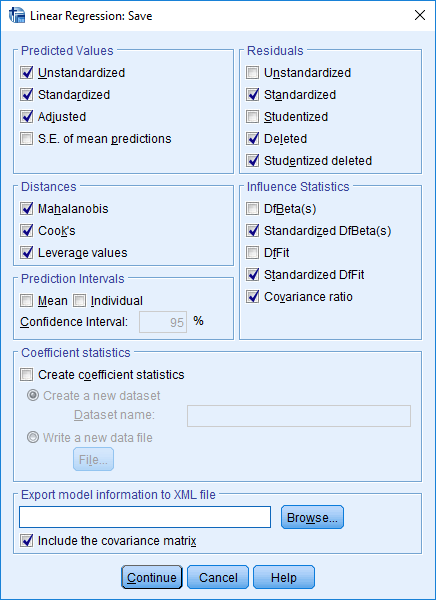 Linear Regression: Save
Predicted Values
Unstandardized
Standardized
Adjusted
S.E. of mean predictions
Residuals
Unstandardized
Standardized
Studentized
Deleted
Studentized deleted
Distances
Mahalanobis
Cook's
Leverage values
Influence Statistics
DfBeta(s)
Standardized DfBeta(s)
DfFit
Standardized DfFit
Covariance ratio
Prediction Intervals
Mean Individual
Confidence Interval: 95 %
Coefficient statistics
Create coefficient statistics
Create a new dataset
Dataset name:
Write a new data file
File...
Export model information to XML file
Browse...
Include the covariance matrix
Continue Cancel Help